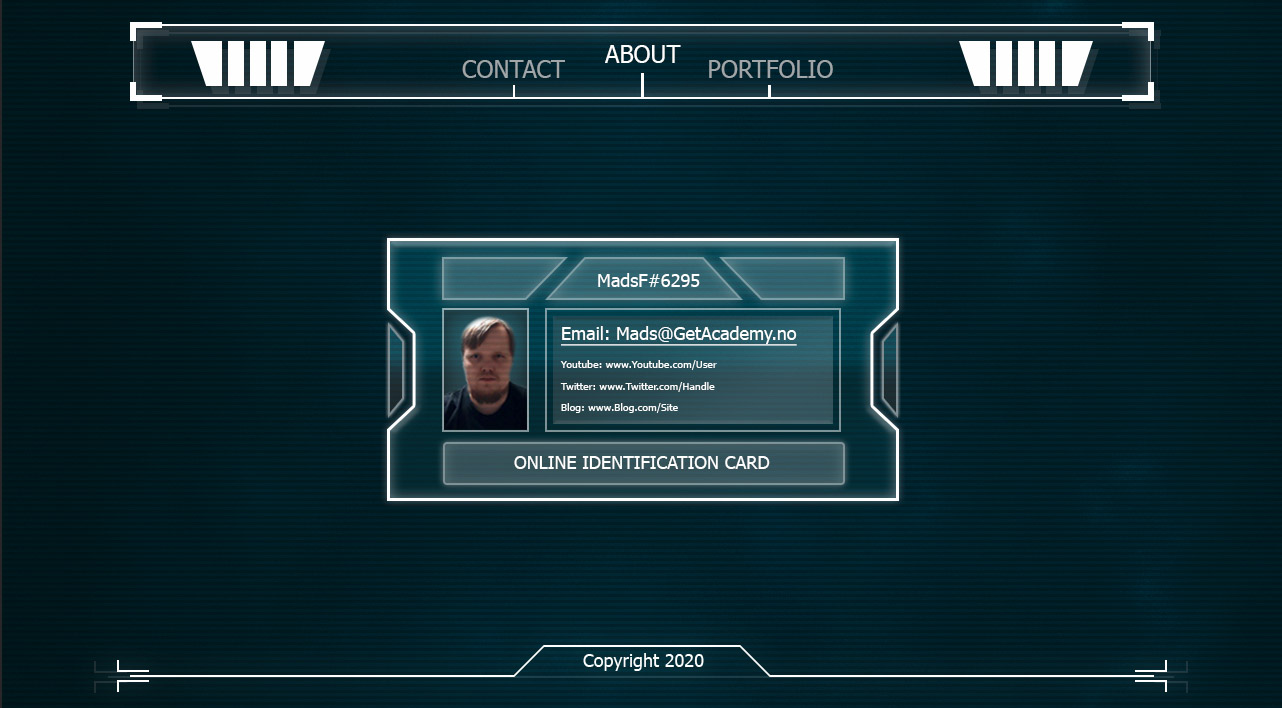 CONTACT
ABOUT
PORTFOLIO
MadsF#6295
Email: Mads@GetAcademy.no
Youtube: www.Youtube.com/User
Twitter: www.Twitter.com/Handle
Blog: www.Blog.com/Site
ONLINE IDENTIFICATION CARD
Copyright 2020